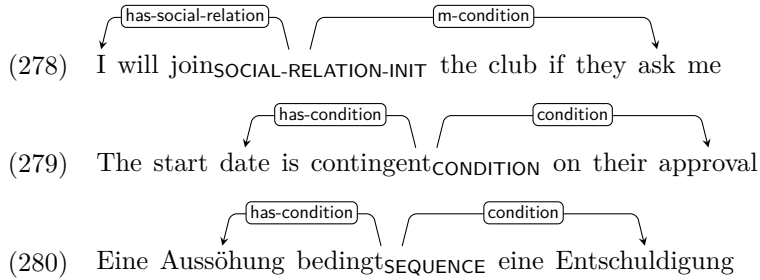 has-social-relation m-condition
(278) I will joinSOCIAL-RELATION-INIT the club if they ask me
has-condition condition
(279) The start date is contingentCONDITION on their approval
has-condition condition
(280) Eine Aussöhung bedingtSEQUENCE eine Entschuldigung